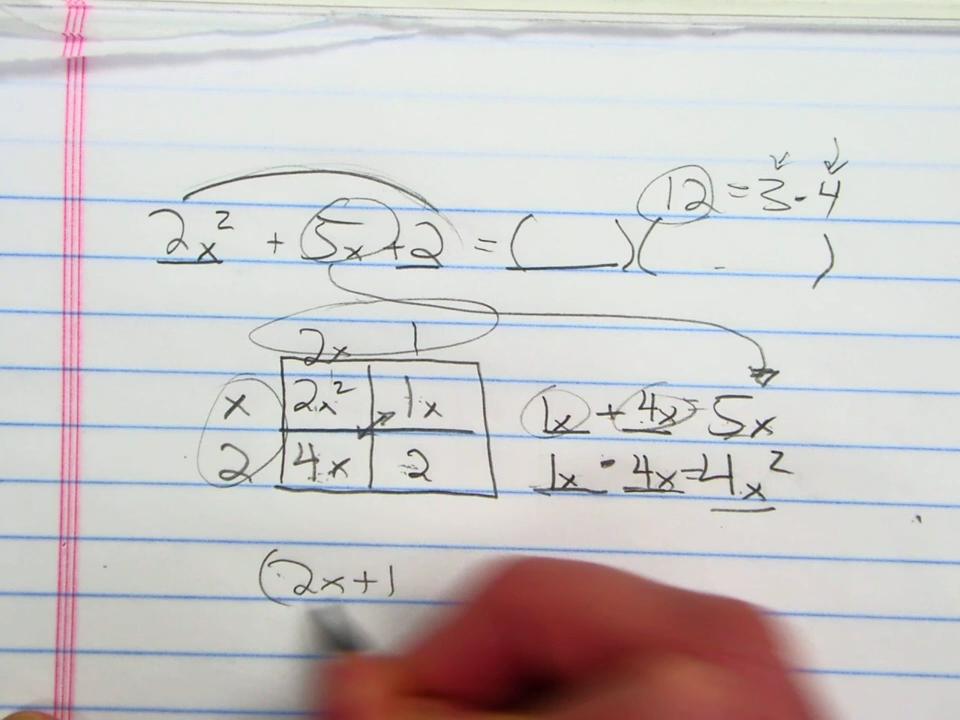 12 = 3 · 4
2x² + 5x + 2 = (   )(   )
2x 1
x 2x² 1x 1x + 4x = 5x
2 4x 2 1x · 4x = 4x²
(2x+1